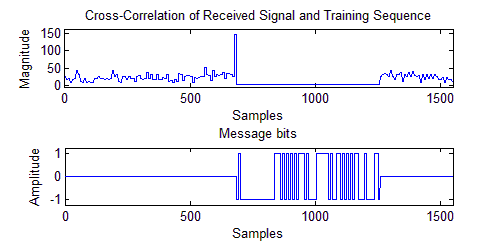 Cross-Correlation of Received Signal and Training Sequence
Magnitude
150
100
50
0
0 500 1000 1500
Samples
Message bits
Amplitude
1
0
-1
0 500 1000 1500
Samples